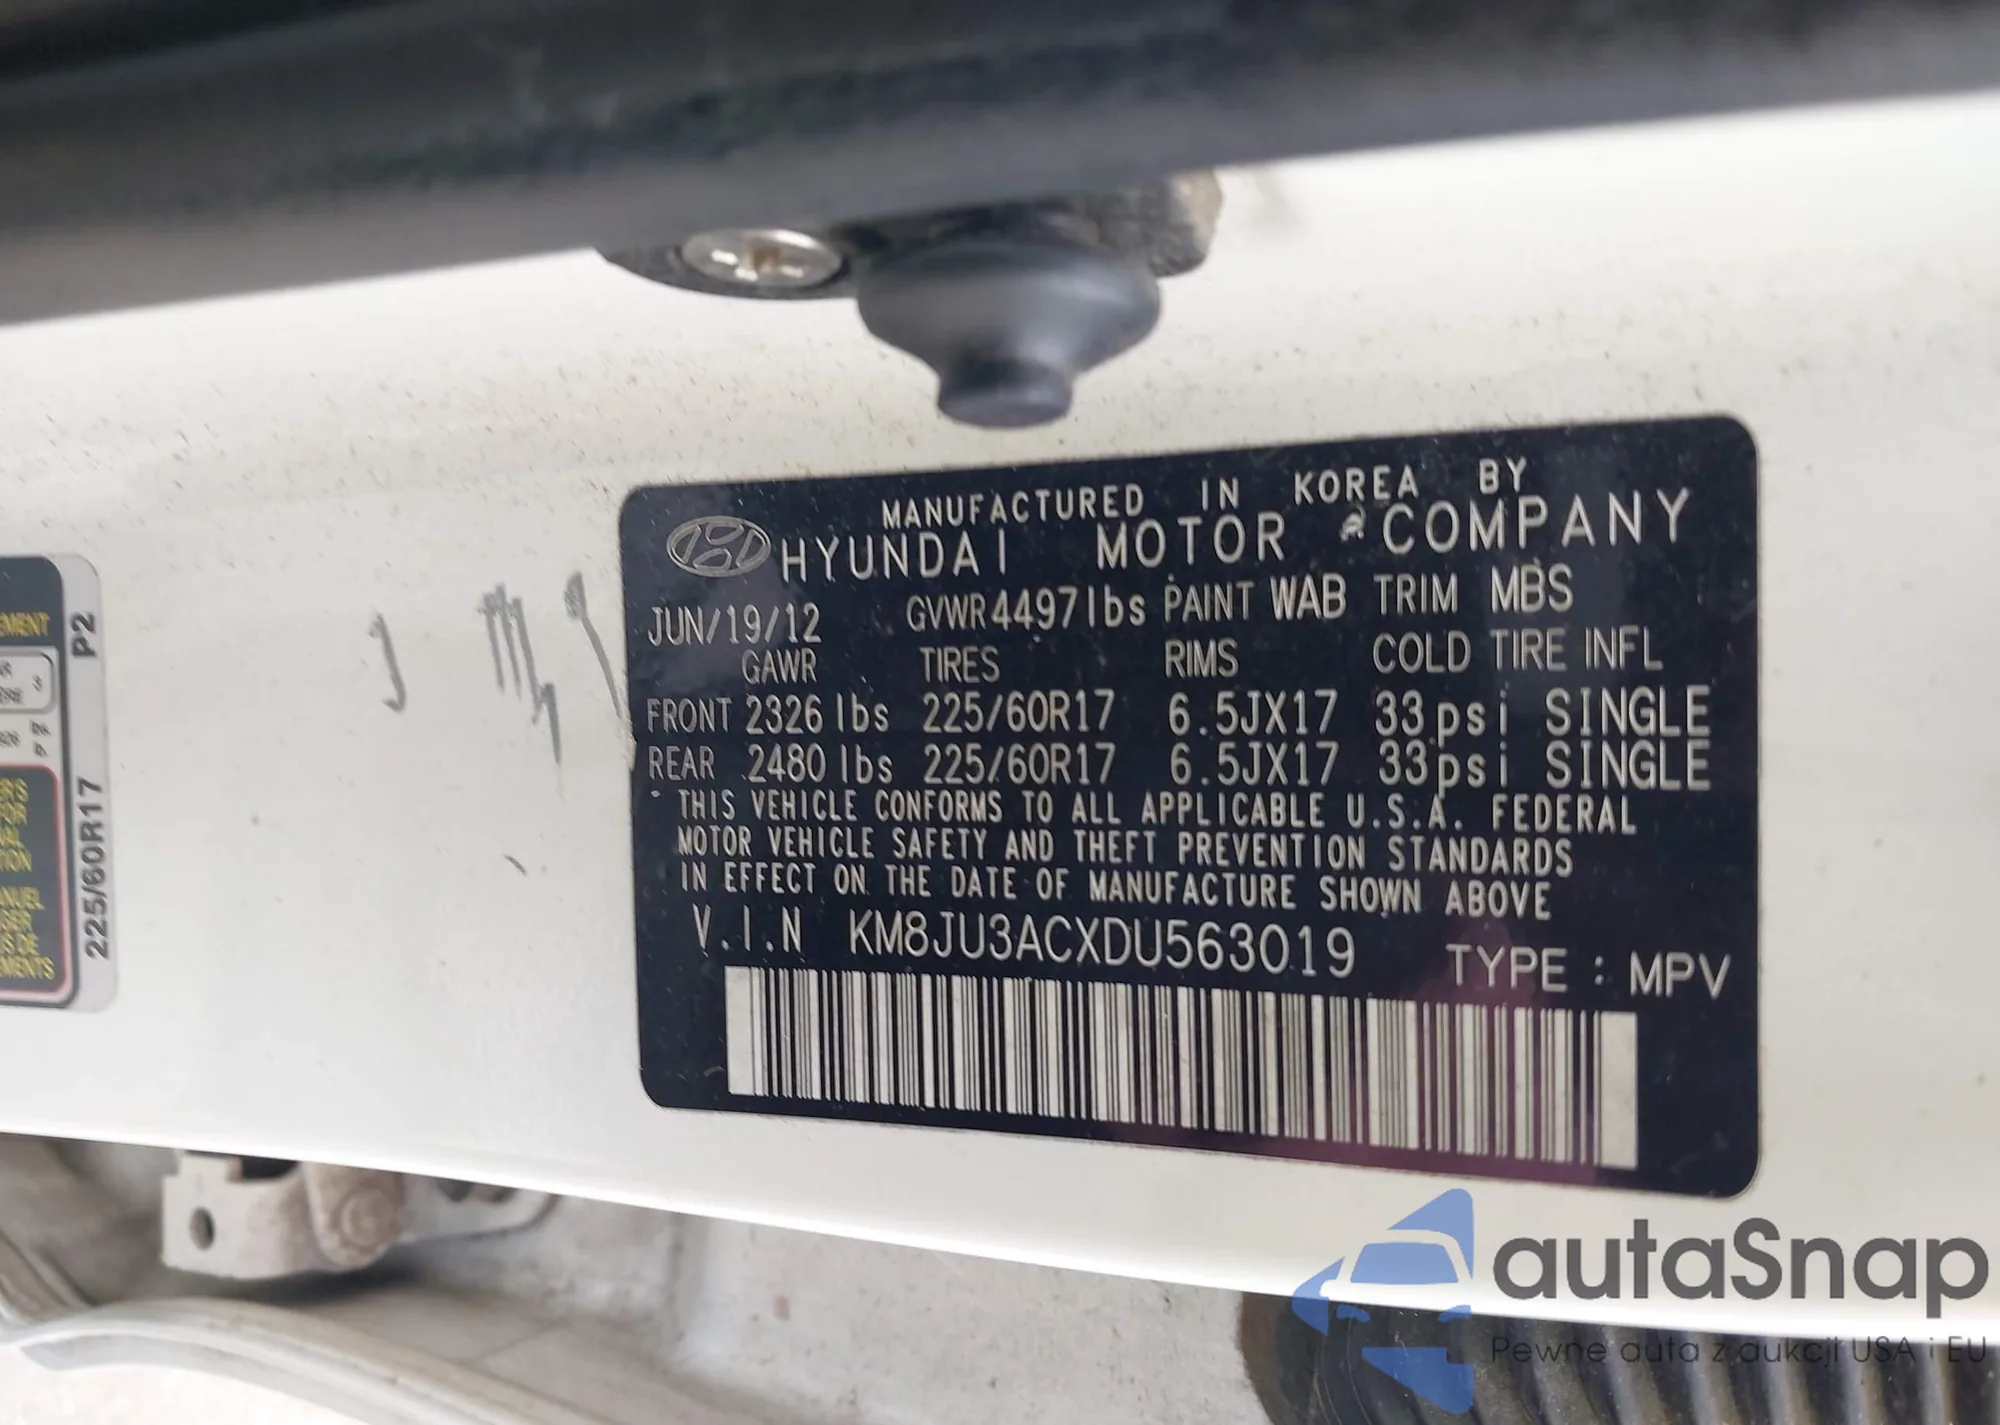 MANUFACTURED IN KOREA BY
HYUNDAI MOTOR COMPANY
JUN/19/12 GVWR 4497lbs PAINT WAB TRIM MBS
GAWR TIRES RIMS COLD TIRE INFL
FRONT 2326 lbs 225/60R17 6.5JX17 33psi SINGLE
REAR 2480 lbs 225/60R17 6.5JX17 33psi SINGLE
THIS VEHICLE CONFORMS TO ALL APPLICABLE U.S.A. FEDERAL
MOTOR VEHICLE SAFETY AND THEFT PREVENTION STANDARDS
IN EFFECT ON THE DATE OF MANUFACTURE SHOWN ABOVE
V.I.N KM8JU3ACXDU563019 TYPE : MPV
P2
225/60R17
3
autaSnap
Pewne auta z aukcji USA i EU